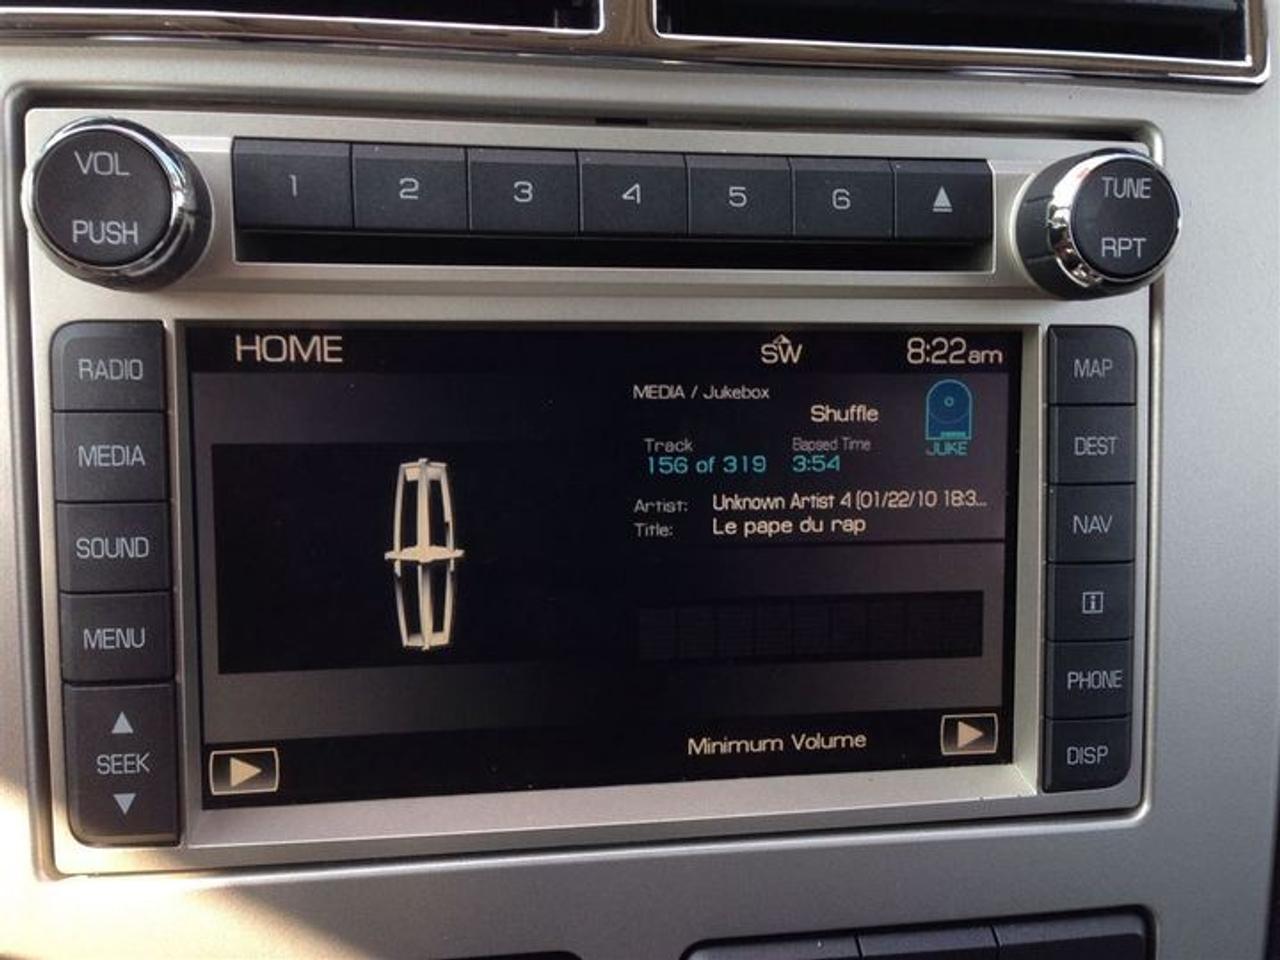 VOL
PUSH
1 2 3 4 5 6
TUNE
RPT
RADIO
MEDIA
SOUND
MENU
SEEK
HOME
SW
8:22am
MEDIA / Jukebox
Shuffle
JUKE
Track
156 of 319
Elapsed Time
3:54
Artist: Unknown Artist 4 (01/22/10 18:3...
Title: Le pape du rap
Minimum Volume
MAP
DEST
NAV
i
PHONE
DISP